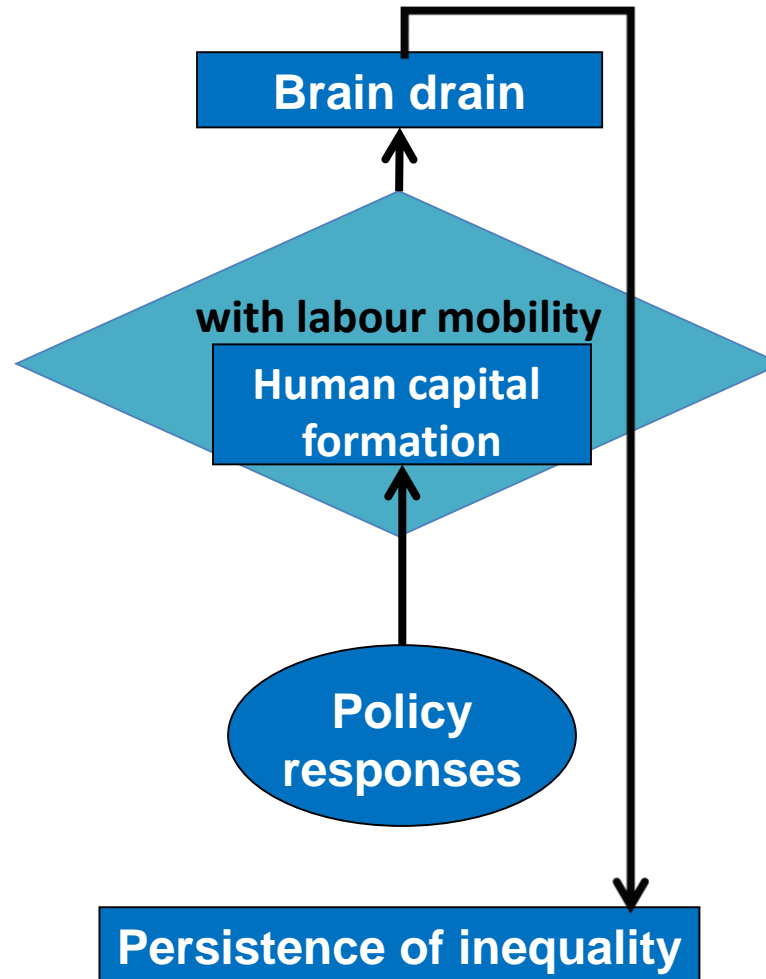 Brain drain
with labour mobility
Human capital
formation
Policy
responses
Persistence of inequality